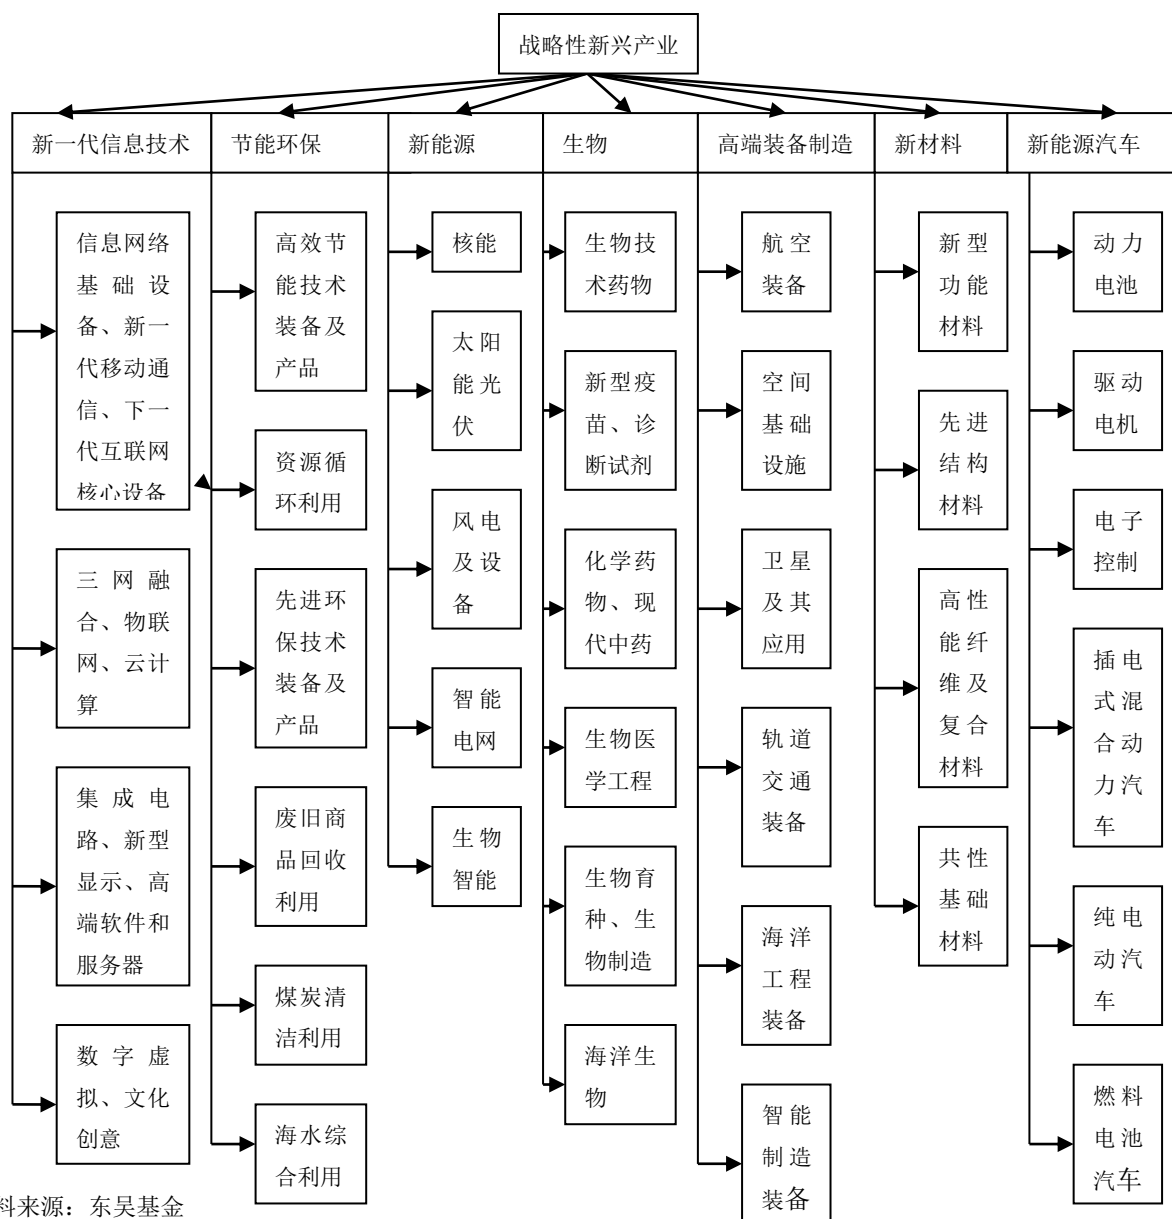 战略性新兴产业
新一代信息技术
节能环保
新能源
生物
高端装备制造
新材料
新能源汽车
信息网络
基础设
备、新一
代移动通
信、下一
代互联网
核心设备
三网融
合、物联
网、云计
算
集成电
路、新型
显示、高
端软件和
服务器
数字虚
拟、文化
创意
高效节
能技术
装备及
产品
资源循
环利用
先进环
保技术
装备及
产品
废旧商
品回收
利用
煤炭清
洁利用
海水综
合利用
核能
太阳
能光
伏
风电
及设
备
智能
电网
生物
智能
生物技
术药物
新型疫
苗、诊
断试剂
化学药
物、现
代中药
生物医
学工程
生物育
种、生
物制造
海洋生
物
航空
装备
空间
基础
设施
卫星
及其
应用
轨道
交通
装备
海洋
工程
装备
智能
制造
装备
新型
功能
材料
先进
结构
材料
高性
能纤
维及
复合
材料
共性
基础
材料
动力
电池
驱动
电机
电子
控制
插电
式混
合动
力汽
车
纯电
动汽
车
燃料
电池
汽车
料来源：东吴基金